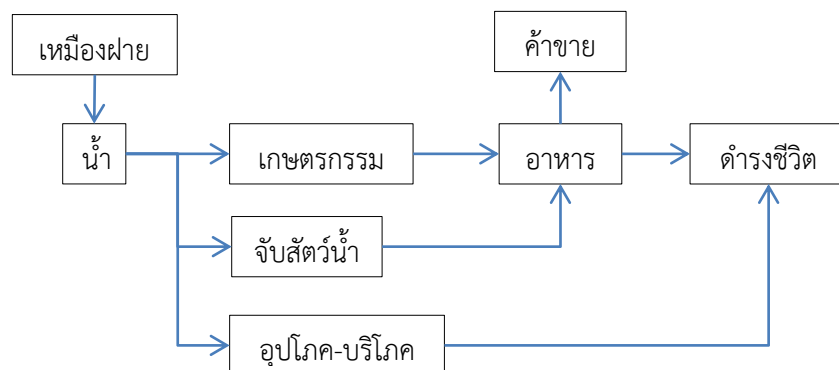 เหมืองฝาย
ค้าขาย
น้ำ
เกษตรกรรม
อาหาร
ดำรงชีวิต
จับสัตว์น้ำ
อุปโภค-บริโภค